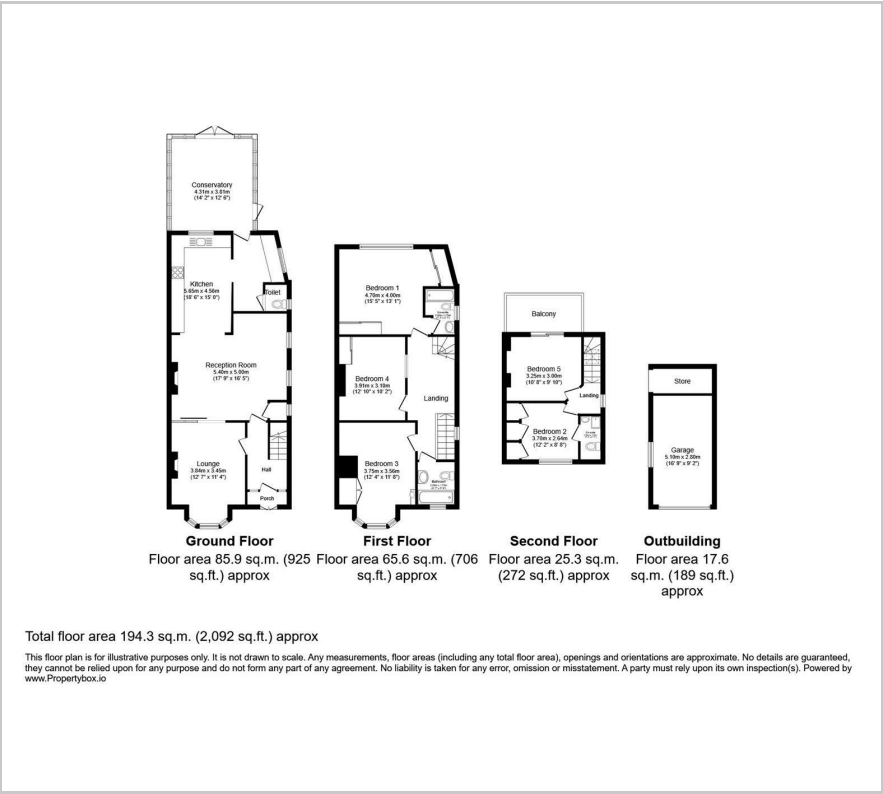 Conservatory
4.31m x 3.81m
(14' 2" x 12' 6")
Kitchen
5.65m x 4.56m
(18' 6" x 15' 0")
Toilet
Reception Room
5.40m x 5.00m
(17' 9" x 16' 5")
Lounge
3.84m x 3.45m
(12' 7" x 11' 4")
Hall
Porch
Ground Floor
Floor area 85.9 sq.m. (925
sq.ft.) approx
Bedroom 1
4.70m x 4.00m
(15' 5" x 13' 1")
Bedroom 4
3.91m x 3.10m
(12' 10" x 10' 2")
Landing
Bedroom 3
3.75m x 3.56m
(12' 4" x 11' 8")
Bathroom
First Floor
Floor area 65.6 sq.m. (706
sq.ft.) approx
Balcony
Bedroom 5
3.25m x 3.00m
(10' 8" x 9' 10")
Landing
Bedroom 2
3.70m x 2.64m
(12' 2" x 8' 8")
Second Floor
Floor area 25.3 sq.m.
(272 sq.ft.) approx
Store
Garage
5.10m x 2.80m
(16' 9" x 9' 2")
Outbuilding
Floor area 17.6
sq.m. (189 sq.ft.)
approx
Total floor area 194.3 sq.m. (2,092 sq.ft.) approx
This floor plan is for illustrative purposes only. It is not drawn to scale. Any measurements, floor areas (including any total floor area), openings and orientations are approximate. No details are guaranteed,
they cannot be relied upon for any purpose and do not form any part of any agreement. No liability is taken for any error, omission or misstatement. A party must rely upon its own inspection(s). Powered by
www.Propertybox.io